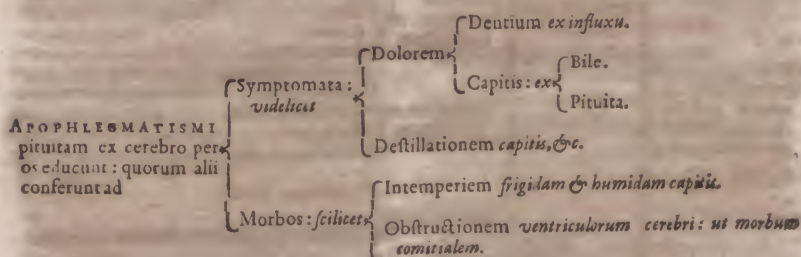 APOPHLEGMATISMI
pituitam ex cerebro per
os educunt : quorum alii
conferunt ad
Symptomata :
videlicet
Dolorem
Dentium ex influxu.
Capitis : ex
Bile.
Pituita.
Deſtillationem capitis, &c.
Morbos : ſcilicet
Intemperiem frigidam & humidam capitis.
Obſtructionem ventriculorum cerebri : ut morbum
comitialem.